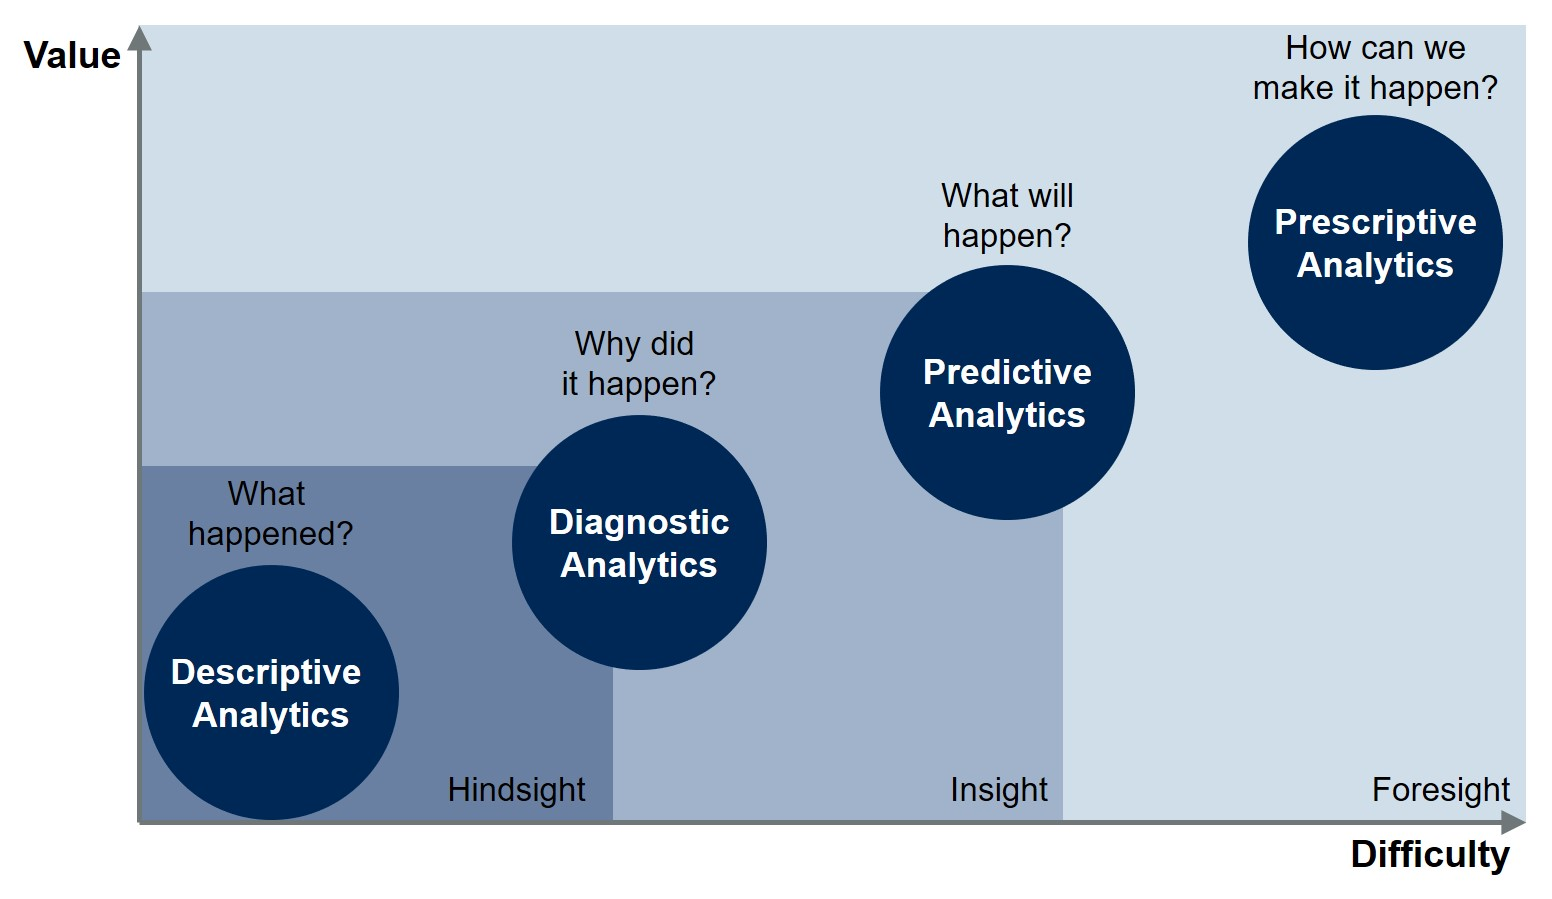 Value
How can we
make it happen?
Prescriptive
Analytics
What will
happen?
Predictive
Analytics
Why did
it happen?
Diagnostic
Analytics
What
happened?
Descriptive
Analytics
Hindsight
Insight
Foresight
Difficulty